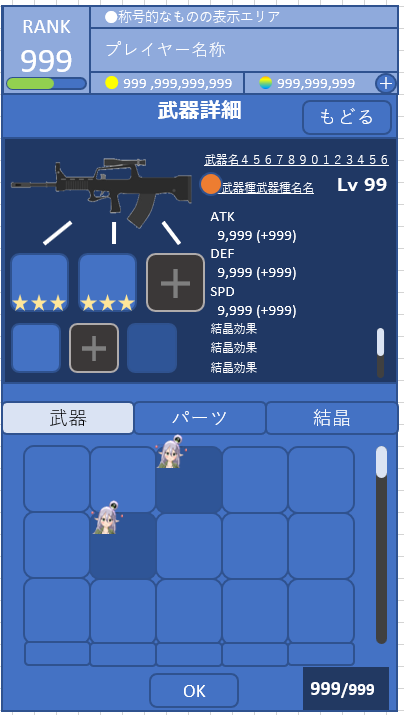 RANK
999
●称号的なものの表示エリア
プレイヤー名称
999 ,999,999,999
999,999,999
+
武器詳細
もどる
武器名4 5 6 7 8 9 0 1 2 3 4 5 6
武器種武器種名名
Lv 99
ATK
9,999 (+999)
DEF
9,999 (+999)
SPD
9,999 (+999)
結晶効果
結晶効果
結晶効果
★★★
★★★
武器
パーツ
結晶
OK
999/999